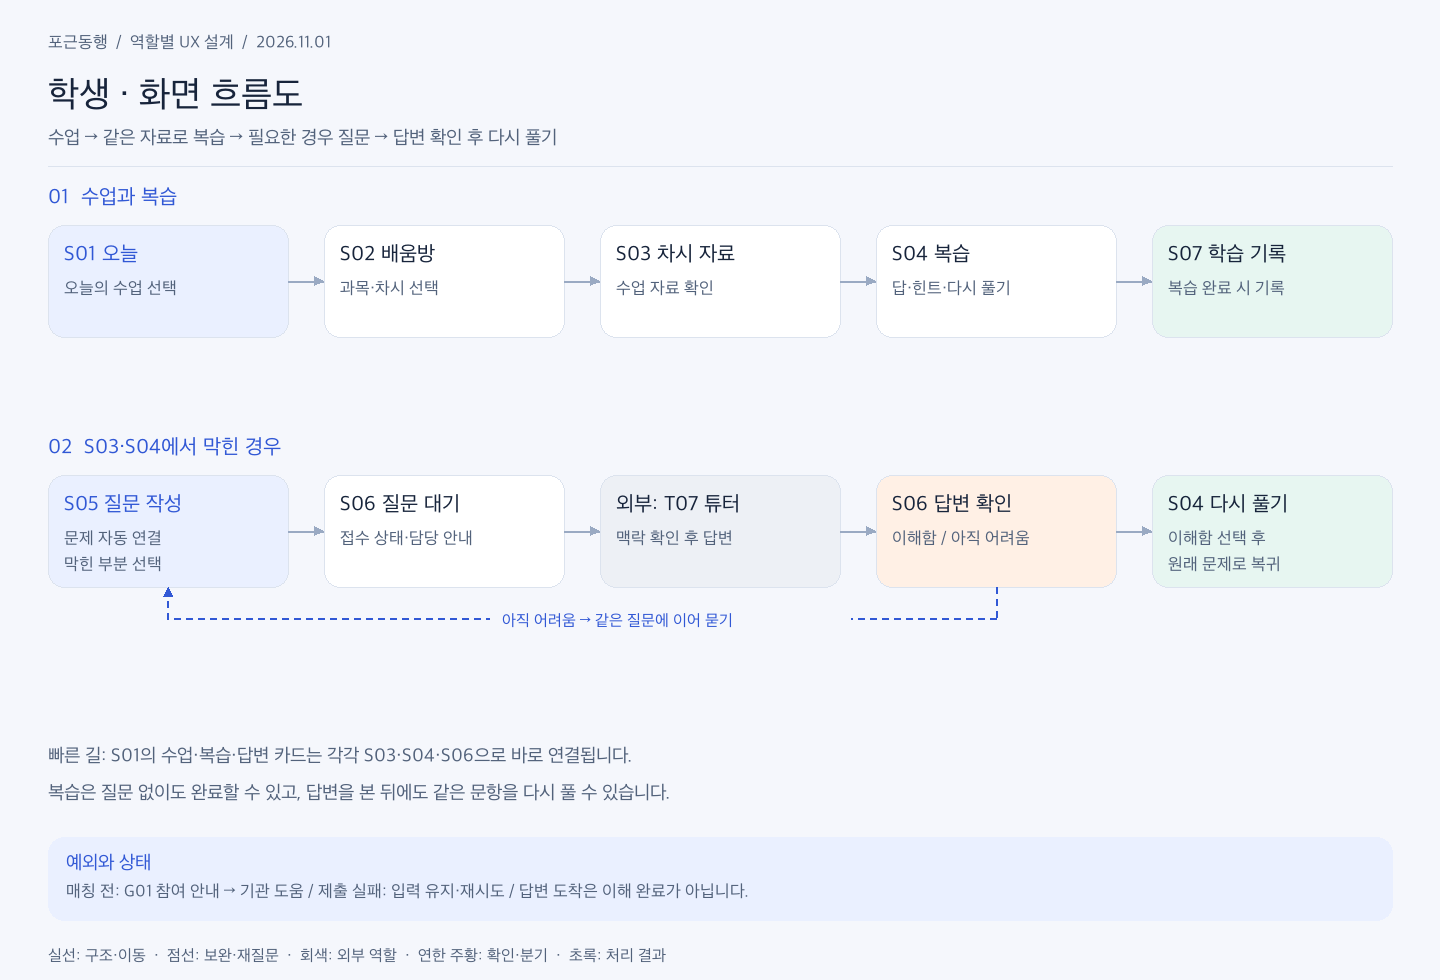 포근동행 / 역할별 UX 설계 / 2026.11.01
학생 · 화면 흐름도
수업 → 같은 자료로 복습 → 필요한 경우 질문 → 답변 확인 후 다시 풀기
01 수업과 복습
S01 오늘
오늘의 수업 선택
S02 배움방
과목·차시 선택
S03 차시 자료
수업 자료 확인
S04 복습
답·힌트·다시 풀기
S07 학습 기록
복습 완료 시 기록
02 S03·S04에서 막힌 경우
S05 질문 작성
문제 자동 연결
막힌 부분 선택
S06 질문 대기
접수 상태·담당 안내
외부: T07 튜터
맥락 확인 후 답변
S06 답변 확인
이해함 / 아직 어려움
S04 다시 풀기
이해함 선택 후
원래 문제로 복귀
아직 어려움 → 같은 질문에 이어 묻기
빠른 길: S01의 수업·복습·답변 카드는 각각 S03·S04·S06으로 바로 연결됩니다.
복습은 질문 없이도 완료할 수 있고, 답변을 본 뒤에도 같은 문항을 다시 풀 수 있습니다.
예외와 상태
매칭 전: G01 참여 안내 → 기관 도움 / 제출 실패: 입력 유지·재시도 / 답변 도착은 이해 완료가 아닙니다.
실선: 구조·이동 · 점선: 보완·재질문 · 회색: 외부 역할 · 연한 주황: 확인·분기 · 초록: 처리 결과